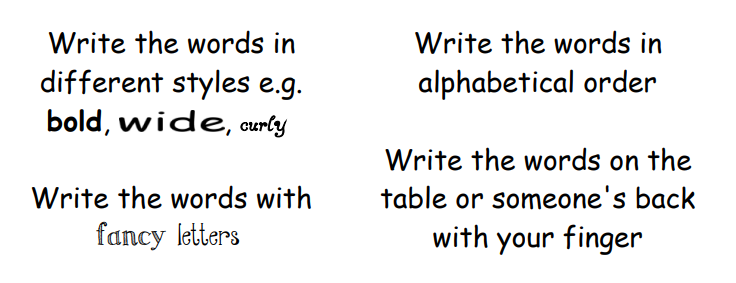 Write the words in
different styles e.g.
bold, wide, curly
Write the words with
fancy letters
Write the words in
alphabetical order
Write the words on the
table or someone's back
with your finger